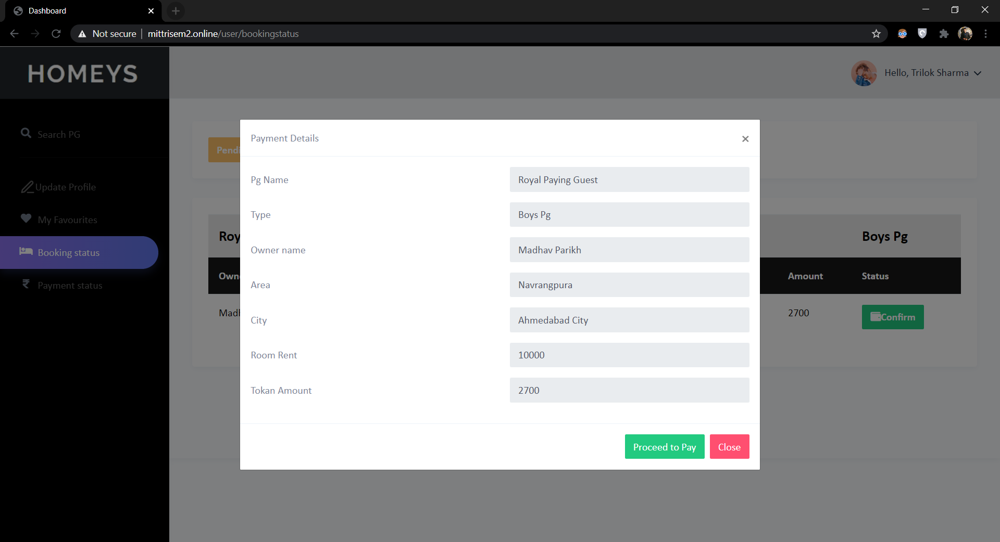 Dashboard
Not secure | mittrisem2.online/user/bookingstatus
HOMEYS
Hello, Trilok Sharma
Search PG
Update Profile
My Favourites
Booking status
₹ Payment status
Payment Details ×
Pg Name Royal Paying Guest
Type Boys Pg
Owner name Madhav Parikh
Area Navrangpura
City Ahmedabad City
Room Rent 10000
Tokan Amount 2700
Proceed to Pay Close
Pendi
Roy Boys Pg
Own Amount Status
Madh 2700 Confirm